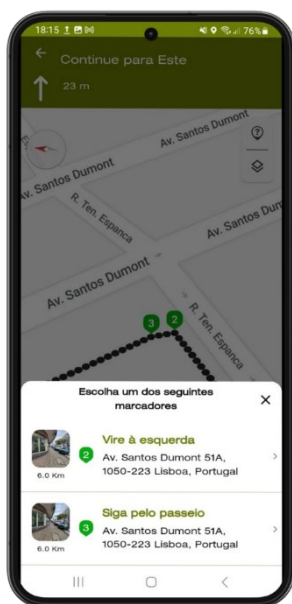 18:15 76%
Continue para Este
23 m
Av. Santos Dumont
Av. Santos Dumont
R. Ten. Espanca
Av. Santos Dum
Av. Santos Dumont
R. Ten. Espanca
3 2
Escolha um dos seguintes
marcadores
Vire à esquerda
2 Av. Santos Dumont 51A,
1050-223 Lisboa, Portugal
6.0 Km
Siga pelo passeio
3 Av. Santos Dumont 51A,
1050-223 Lisboa, Portugal
6.0 Km